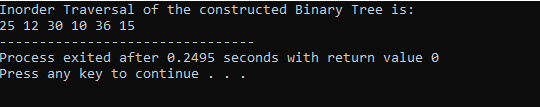 Inorder Traversal of the constructed Binary Tree is:
25 12 30 10 36 15
--------------------------------
Process exited after 0.2495 seconds with return value 0
Press any key to continue . . .